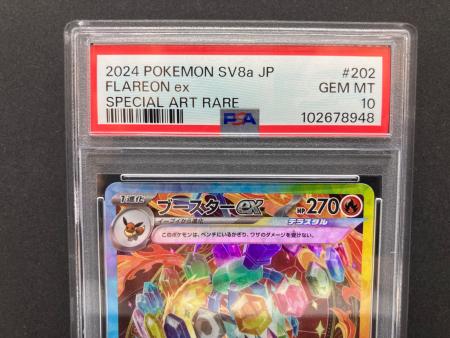 2024 POKEMON SV8a JP #202
FLAREON ex GEM MT
SPECIAL ART RARE 10
PSA 102678948
1進化 ブースターex HP270
イーブイから進化 テラスタル
このポケモンは、ベンチにいるかぎり、ワザのダメージを受けない。